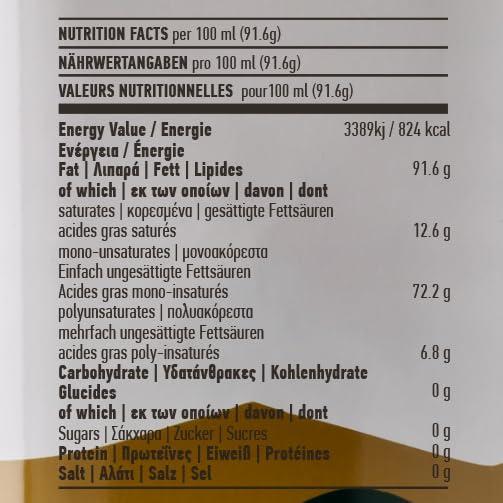 NUTRITION FACTS per 100 ml (91.6g)
NÄHRWERTANGABEN pro 100 ml (91.6g)
VALEURS NUTRITIONNELLES pour100 ml (91.6g)
Energy Value / Energie 3389kj / 824 kcal
Ενέργεια / Énergie
Fat | Λιπαρά | Fett | Lipides 91.6 g
of which | εκ των οποίων | davon | dont
saturates | κορεσμένα | gesättigte Fettsäuren
acides gras saturés 12.6 g
mono-unsaturates | μονοακόρεστα
Einfach ungesättigte Fettsäuren
Acides gras mono-insaturés 72.2 g
polyunsaturates | πολυακόρεστα
mehrfach ungesättigte Fettsäuren
acides gras poly-insaturés 6.8 g
Carbohydrate | Υδατάνθρακες | Kohlenhydrate
Glucides 0 g
of which | εκ των οποίων | davon | dont
Sugars | Σάκχαρα | Zucker | Sucres 0 g
Protein | Πρωτεΐνες | Eiweiß | Protéines 0 g
Salt | Αλάτι | Salz | Sel 0 g